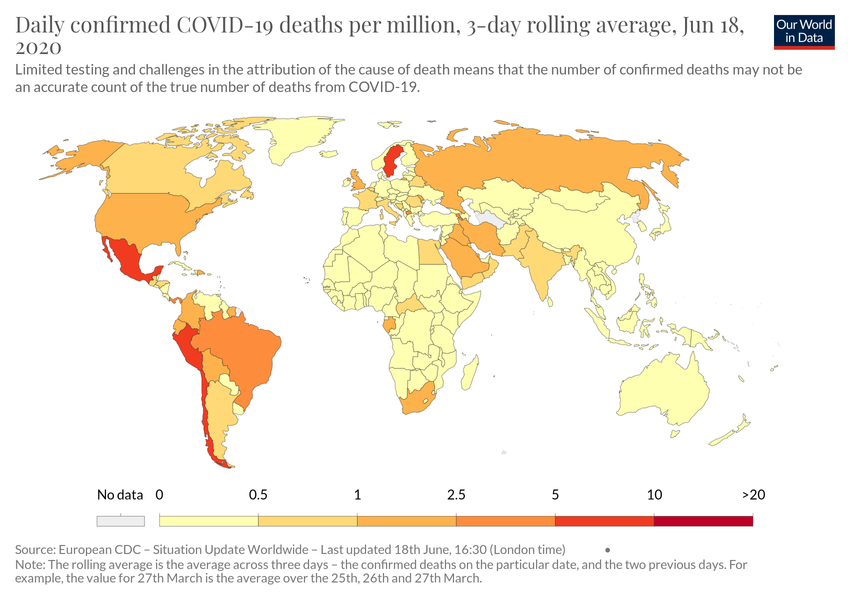 Daily confirmed COVID-19 deaths per million, 3-day rolling average, Jun 18,
2020
Our World
in Data
Limited testing and challenges in the attribution of the cause of death means that the number of confirmed deaths may not be
an accurate count of the true number of deaths from COVID-19.
No data 0 0.5 1 2.5 5 10 >20
Source: European CDC – Situation Update Worldwide – Last updated 18th June, 16:30 (London time) •
Note: The rolling average is the average across three days – the confirmed deaths on the particular date, and the two previous days. For
example, the value for 27th March is the average over the 25th, 26th and 27th March.